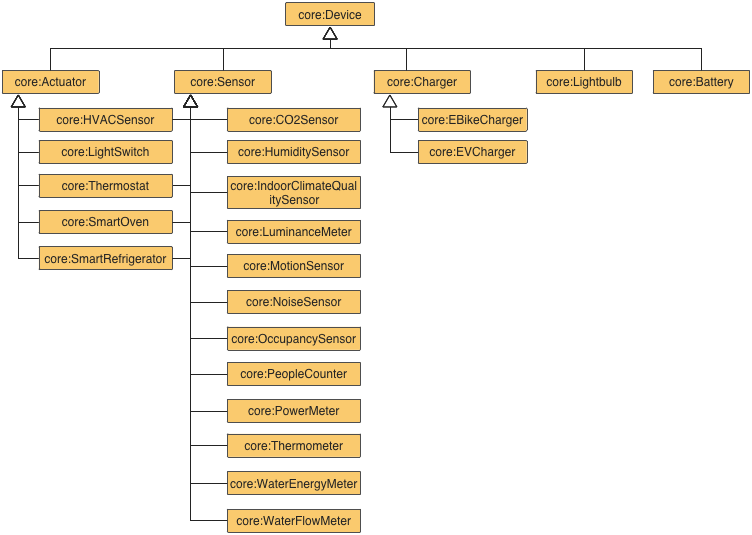 core:Device
core:Actuator
core:Sensor
core:Charger
core:Lightbulb
core:Battery
core:HVACSensor
core:CO2Sensor
core:EBikeCharger
core:LightSwitch
core:HumiditySensor
core:EVCharger
core:Thermostat
core:IndoorClimateQual
itySensor
core:SmartOven
core:LuminanceMeter
core:SmartRefrigerator
core:MotionSensor
core:NoiseSensor
core:OccupancySensor
core:PeopleCounter
core:PowerMeter
core:Thermometer
core:WaterEnergyMeter
core:WaterFlowMeter